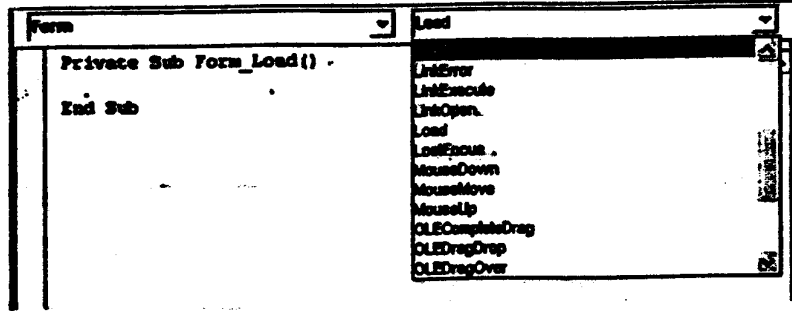 Form
Load
Private Sub Form_Load()
End Sub
LinkError
LinkExecute
LinkOpen
Load
LostFocus
MouseDown
MouseMove
MouseUp
OLECompleteDrag
OLEDragDrop
OLEDragOver